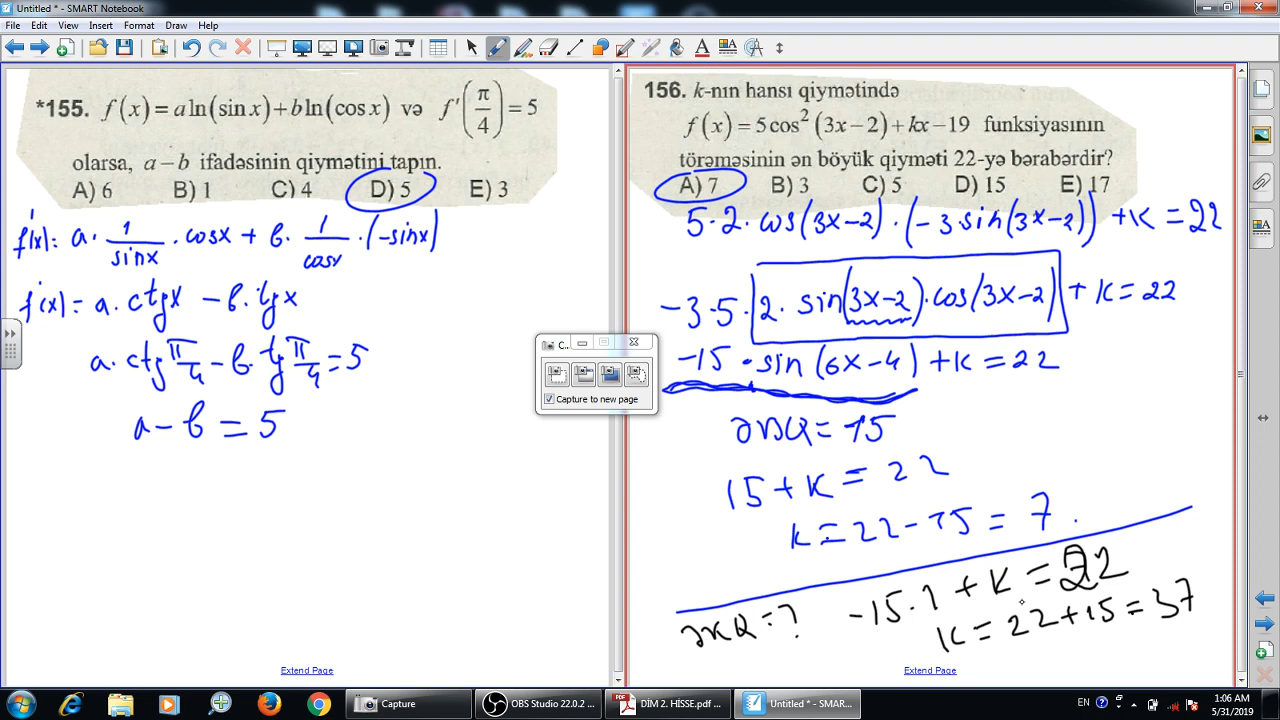 Untitled * - SMART Notebook
File Edit View Insert Format Draw Help
*155. f(x) = a ln(sin x) + b ln(cos x) və f'(π/4) = 5
olarsa, a – b ifadəsinin qiymətini tapın.
A) 6 B) 1 C) 4 D) 5 E) 3
f'(x) = a · 1/sinx · cosx + b · 1/cosx · (-sinx)
f'(x) = a · ctgx - b · tgx
a · ctg π/4 - b · tg π/4 = 5
a - b = 5
Extend Page
156. k-nın hansı qiymətində
f(x) = 5cos²(3x – 2) + kx – 19 funksiyasının
törəməsinin ən böyük qiyməti 22-yə bərabərdir?
A) 7 B) 3 C) 5 D) 15 E) 17
5 · 2 · cos(3x-2) · (-3 · sin(3x-2)) + k = 22
-3 · 5 · 2 · sin(3x-2) · cos(3x-2) + k = 22
-15 · sin(6x-4) + k = 22
ƏBQ = 15
15 + k = 22
k = 22 - 15 = 7.
ƏKQ = ? -15 · 1 + k = 22
k = 22 + 15 = 37
Extend Page
C...
Capture to new page
Capture
OBS Studio 22.0.2 ...
DİM 2. HİSSE.pdf ...
Untitled * - SMAR...
EN
1:06 AM
5/31/2019